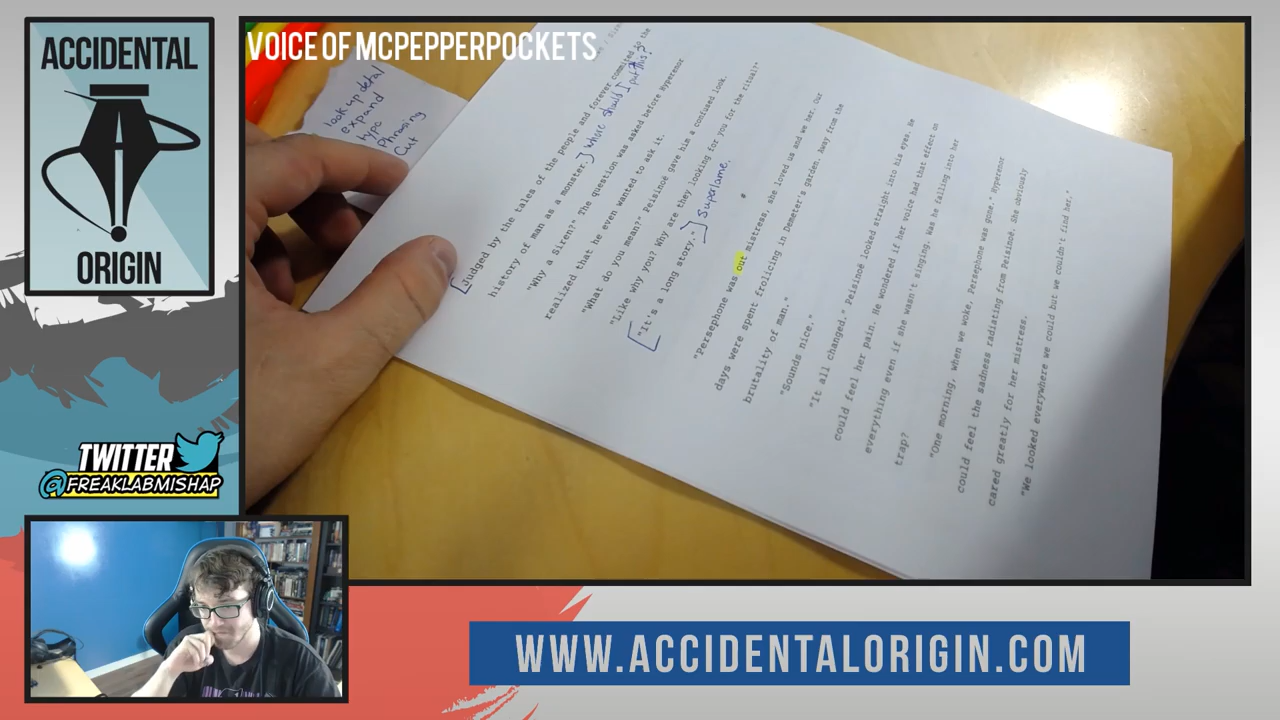 ACCIDENTAL
ORIGIN
VOICE OF MCPEPPERPOCKETS
look up detail
expand
typo
Phrasing
Cut
[Judged by the tales of the people and forever commited to the
history of man as a monster.] Where should I put this?
"Why a Siren?" The question was asked before Hyperenor
realized that he even wanted to ask it.
"What do you mean?" Peisinoë gave him a confused look.
"Like why you? Why are they looking for you for the ritual?"
["It's a long story."] Superlame.
"Persephone was out mistress, she loved us and we her. Our
days were spent frolicing in Demeter's garden. Away from the
brutality of man."
"Sounds nice."
"It all changed." Peisinoë looked straight into his eyes. He
could feel her pain. He wondered if her voice had that effect on
everything even if she wasn't singing. Was he falling into her
trap?
"One morning, when we woke, Persepoone was gone." Hyperenor
could feel the sadness radiating from Peisinoë. She obviously
cared greatly for her mistress.
"We looked everywhere we could but we couldn't find her."
TWITTER
@FREAKLABMISHAP
WWW.ACCIDENTALORIGIN.COM